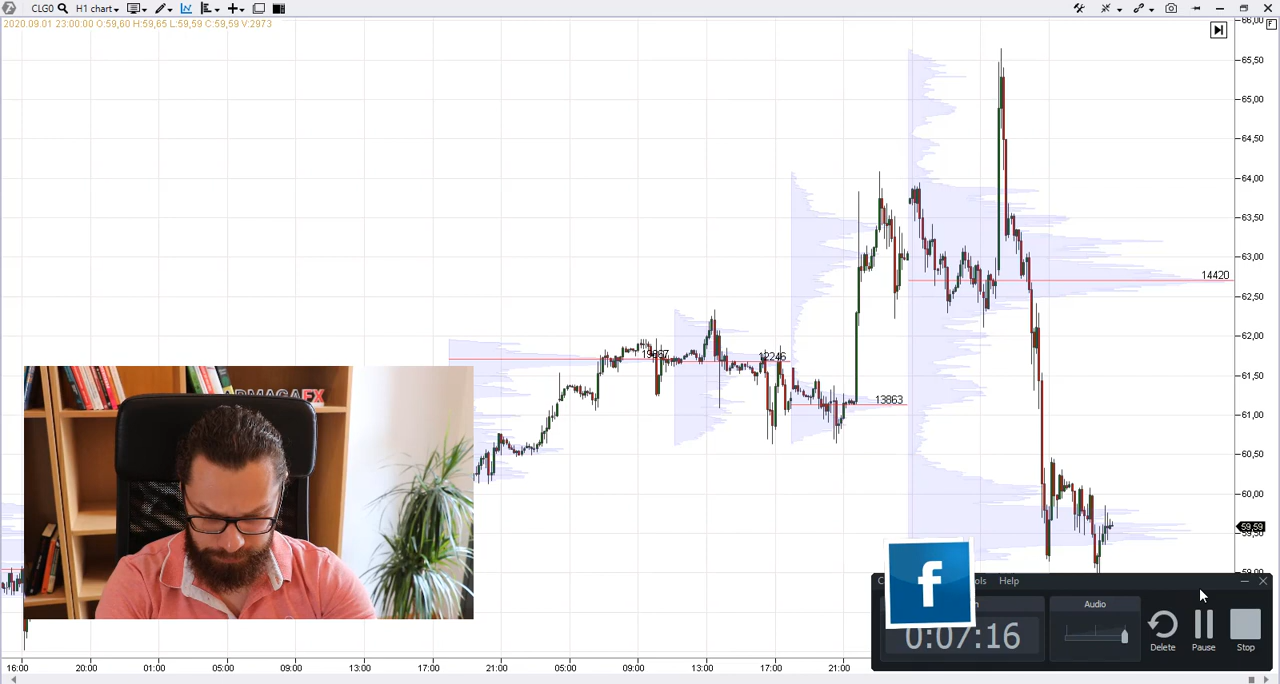 CLG0 H1 chart
2020.09.01 23:00:00 O:59,60 H:59,65 L:59,59 C:59,59 V:2973
66,00 F
65,50
65,00
64,50
64,00
63,50
63,00
14420
62,50
62,00
12246
61,50
13863
61,00
60,50
60,00
59,59
59,50
59,00
Help
Audio
f
0:07:16
Delete Pause Stop
16:00 20:00 01:00 05:00 09:00 13:00 17:00 21:00 05:00 09:00 13:00 17:00 21:00